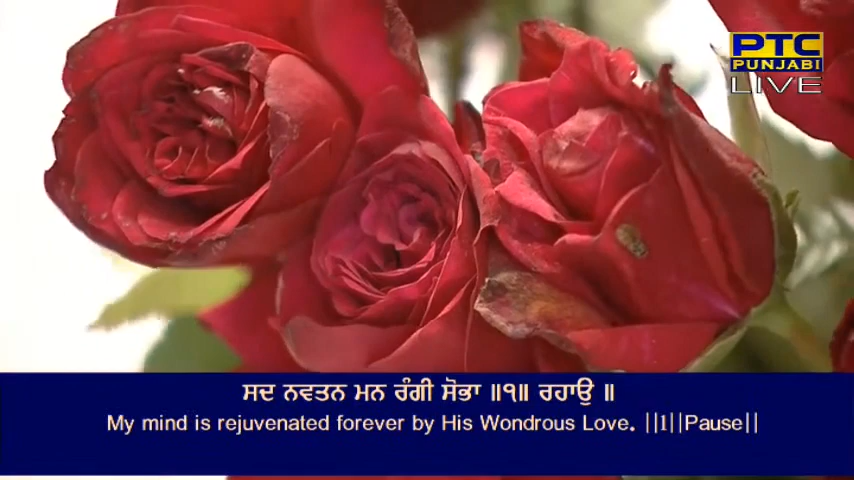 PTC
PUNJABI
LIVE
ਸਦ ਨਵਤਨ ਮਨ ਰੰਗੀ ਸੋਭਾ ॥੧॥ ਰਹਾਉ ॥
My mind is rejuvenated forever by His Wondrous Love. ||1||Pause||